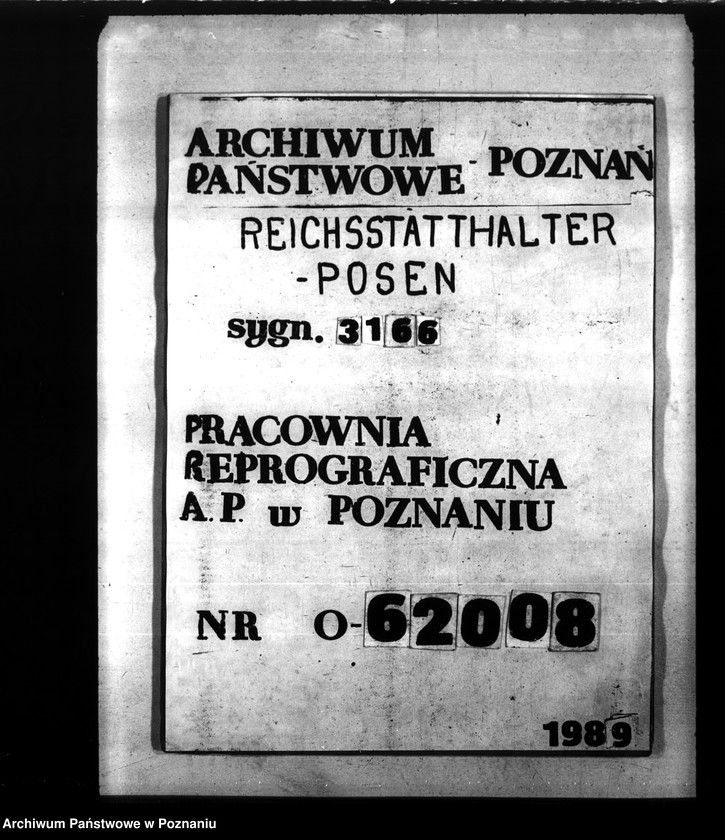 ARCHIWUM
PAŃSTWOWE - POZNAŃ
REICHSSTATTHALTER
-POSEN
sygn. 3166
PRACOWNIA
REPROGRAFICZNA
A.P. w POZNANIU
NR O-62008
1989
Archiwum Państwowe w Poznaniu